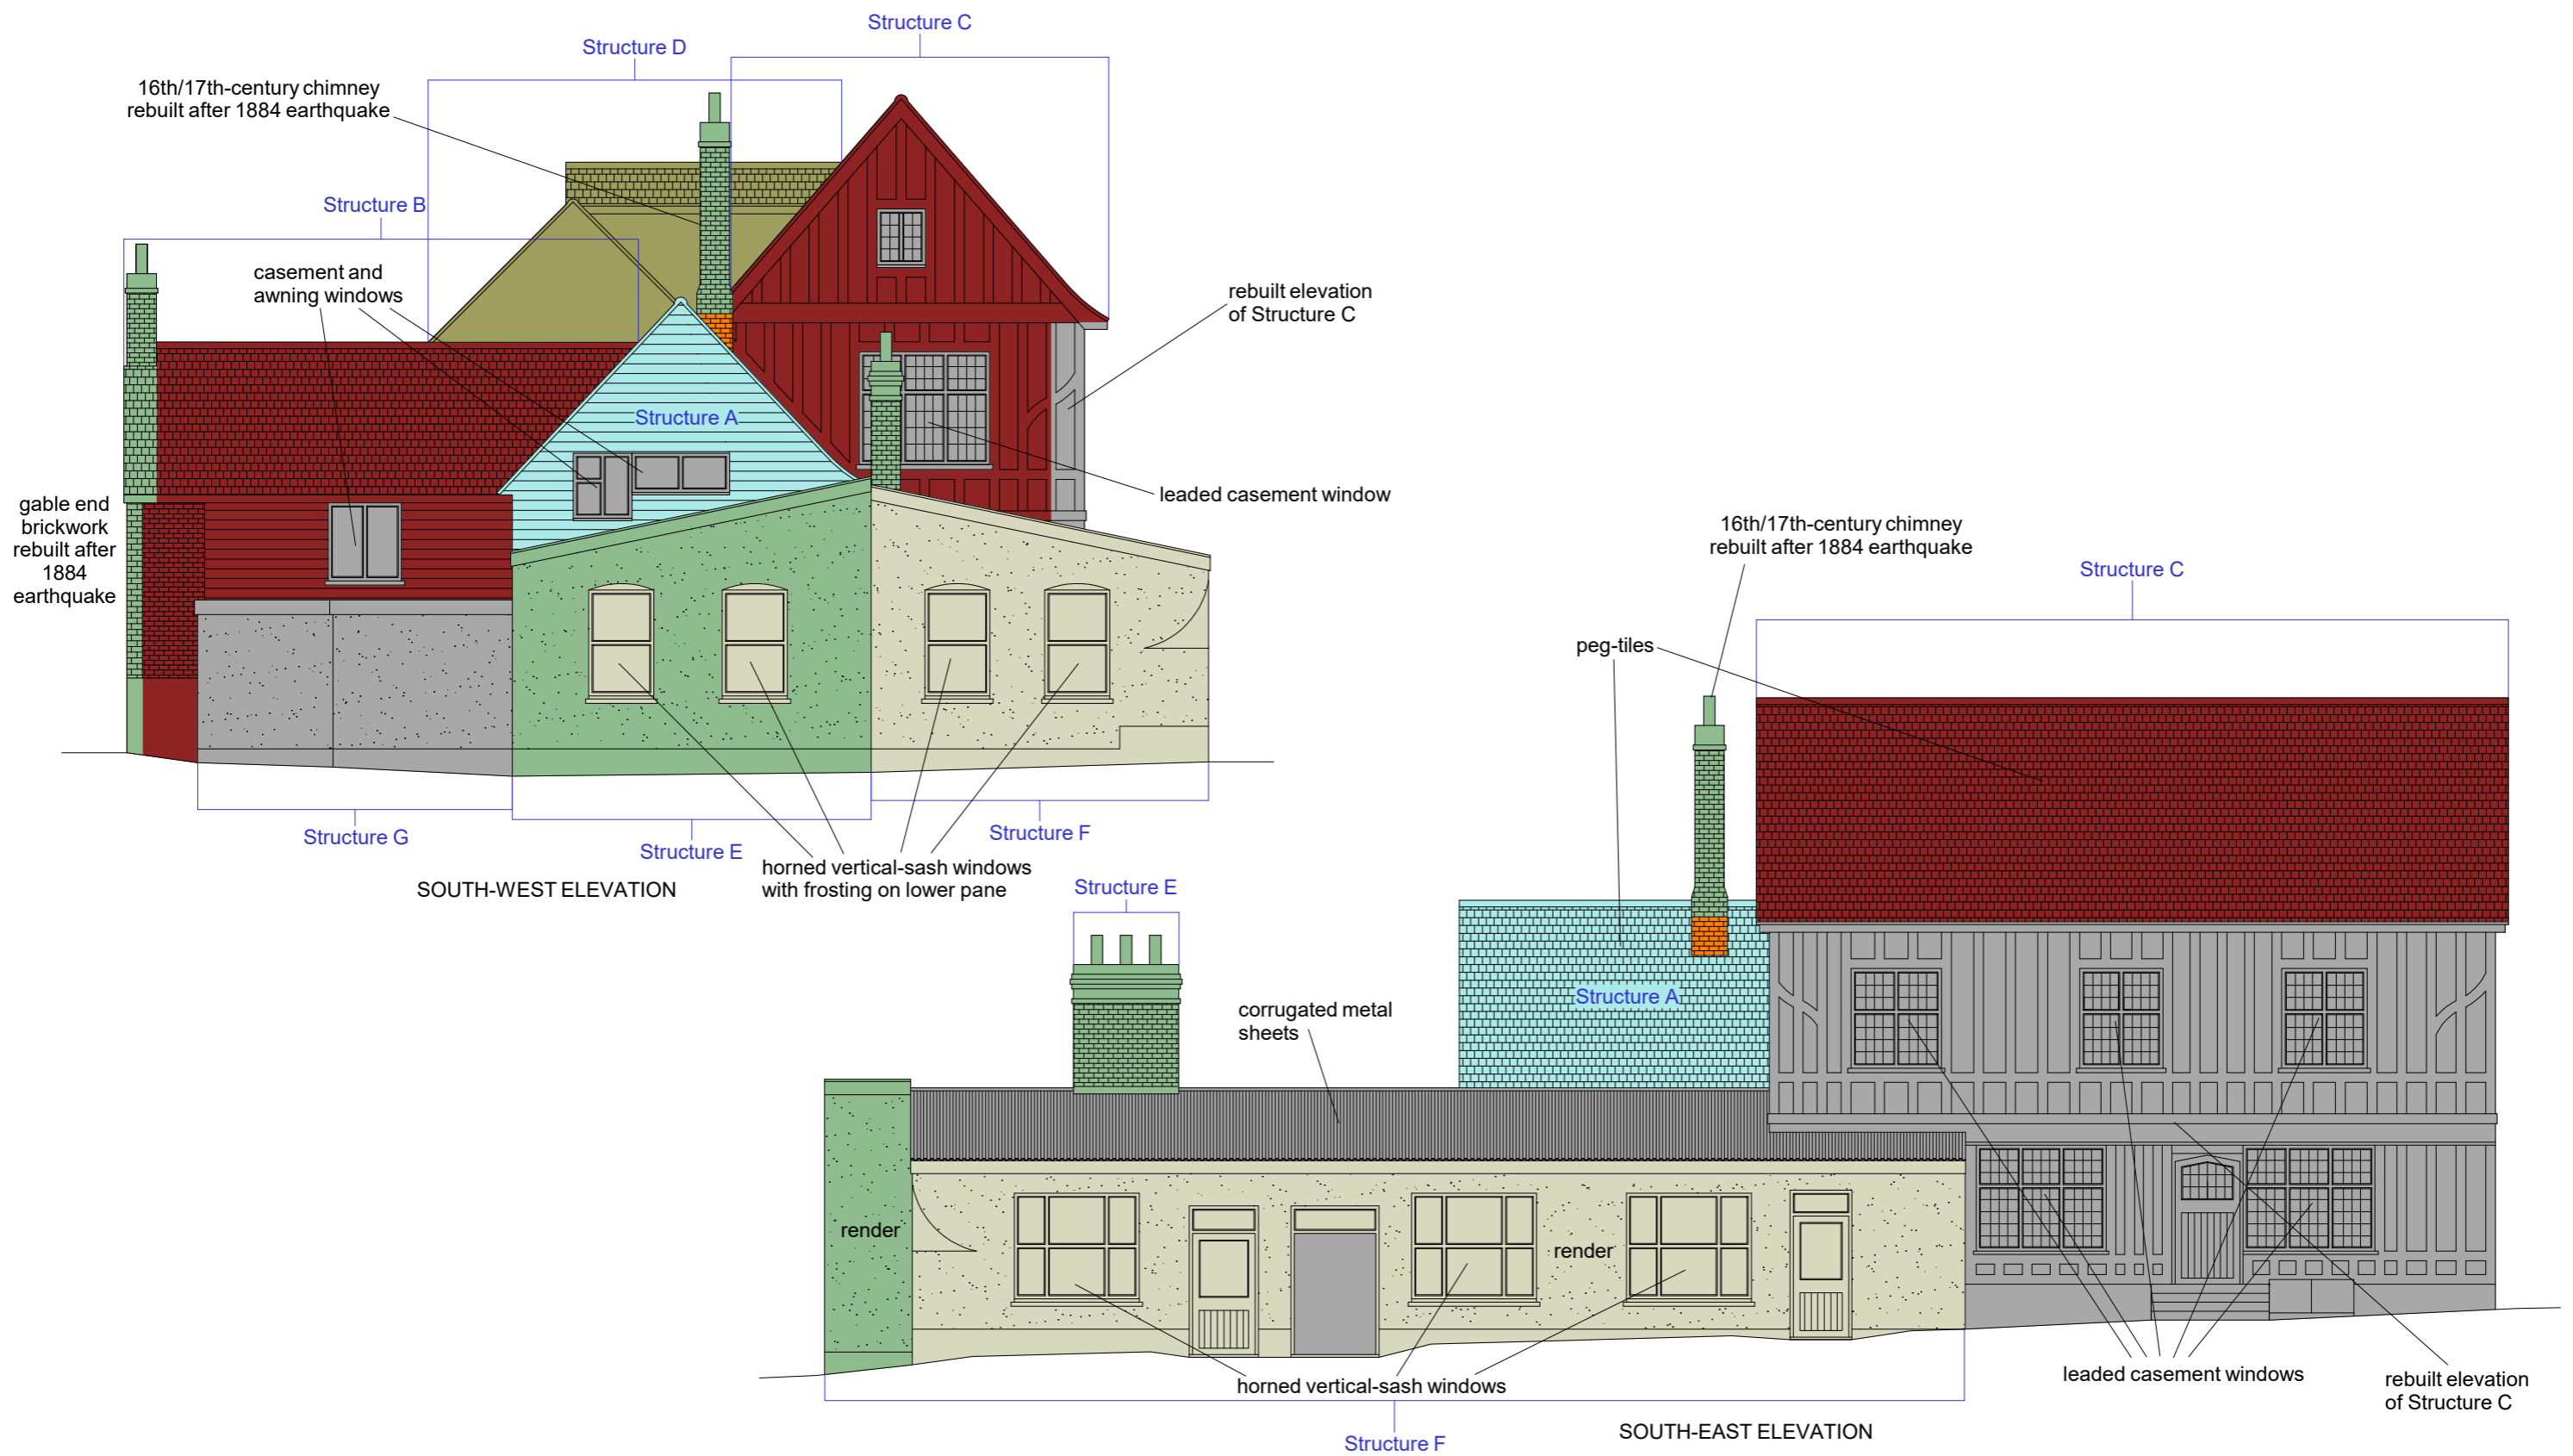 Structure C
Structure D
16th/17th-century chimney
rebuilt after 1884 earthquake
Structure B
casement and
awning windows
rebuilt elevation
of Structure C
Structure A
leaded casement window
gable end
brickwork
rebuilt after
1884
earthquake
Structure G
Structure E
Structure F
horned vertical-sash windows
with frosting on lower pane
SOUTH-WEST ELEVATION
16th/17th-century chimney
rebuilt after 1884 earthquake
Structure C
peg-tiles
Structure E
corrugated metal
sheets
Structure A
render
render
horned vertical-sash windows
leaded casement windows
rebuilt elevation
of Structure C
Structure F
SOUTH-EAST ELEVATION